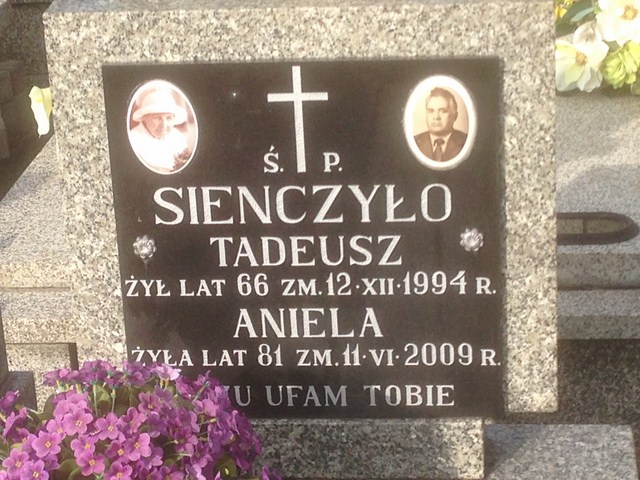 Ś. P.
SIENCZYŁO
TADEUSZ
ŻYŁ LAT 66 ZM. 12·XII·1994 R.
ANIELA
ŻYŁA LAT 81 ZM. 11·VI·2009 R.
UFAM TOBIE